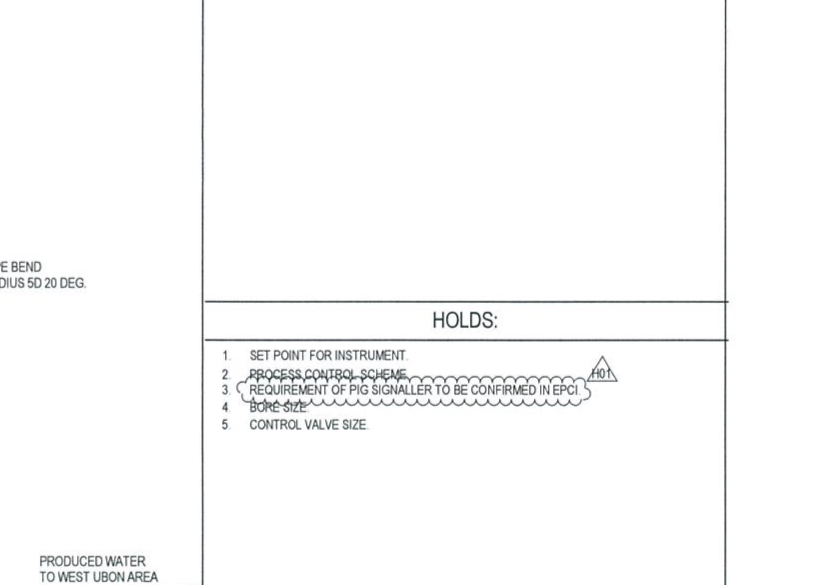 PE BEND
DIUS 5D 20 DEG.
HOLDS:
1. SET POINT FOR INSTRUMENT.
2. PROCESS CONTROL SCHEME.
H01
3. REQUIREMENT OF PIG SIGNALLER TO BE CONFIRMED IN EPCI.
4. BORE SIZE.
5. CONTROL VALVE SIZE.
PRODUCED WATER
TO WEST UBON AREA